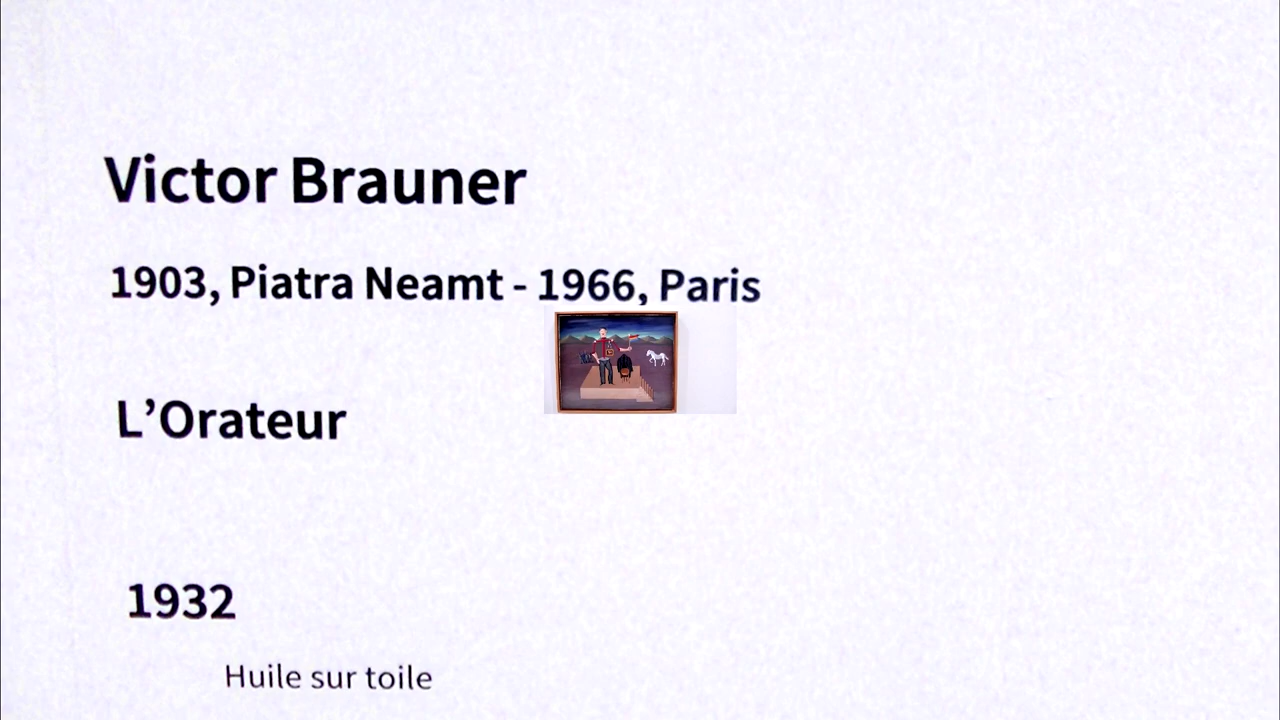 Victor Brauner
1903, Piatra Neamt - 1966, Paris
L’Orateur
1932
Huile sur toile